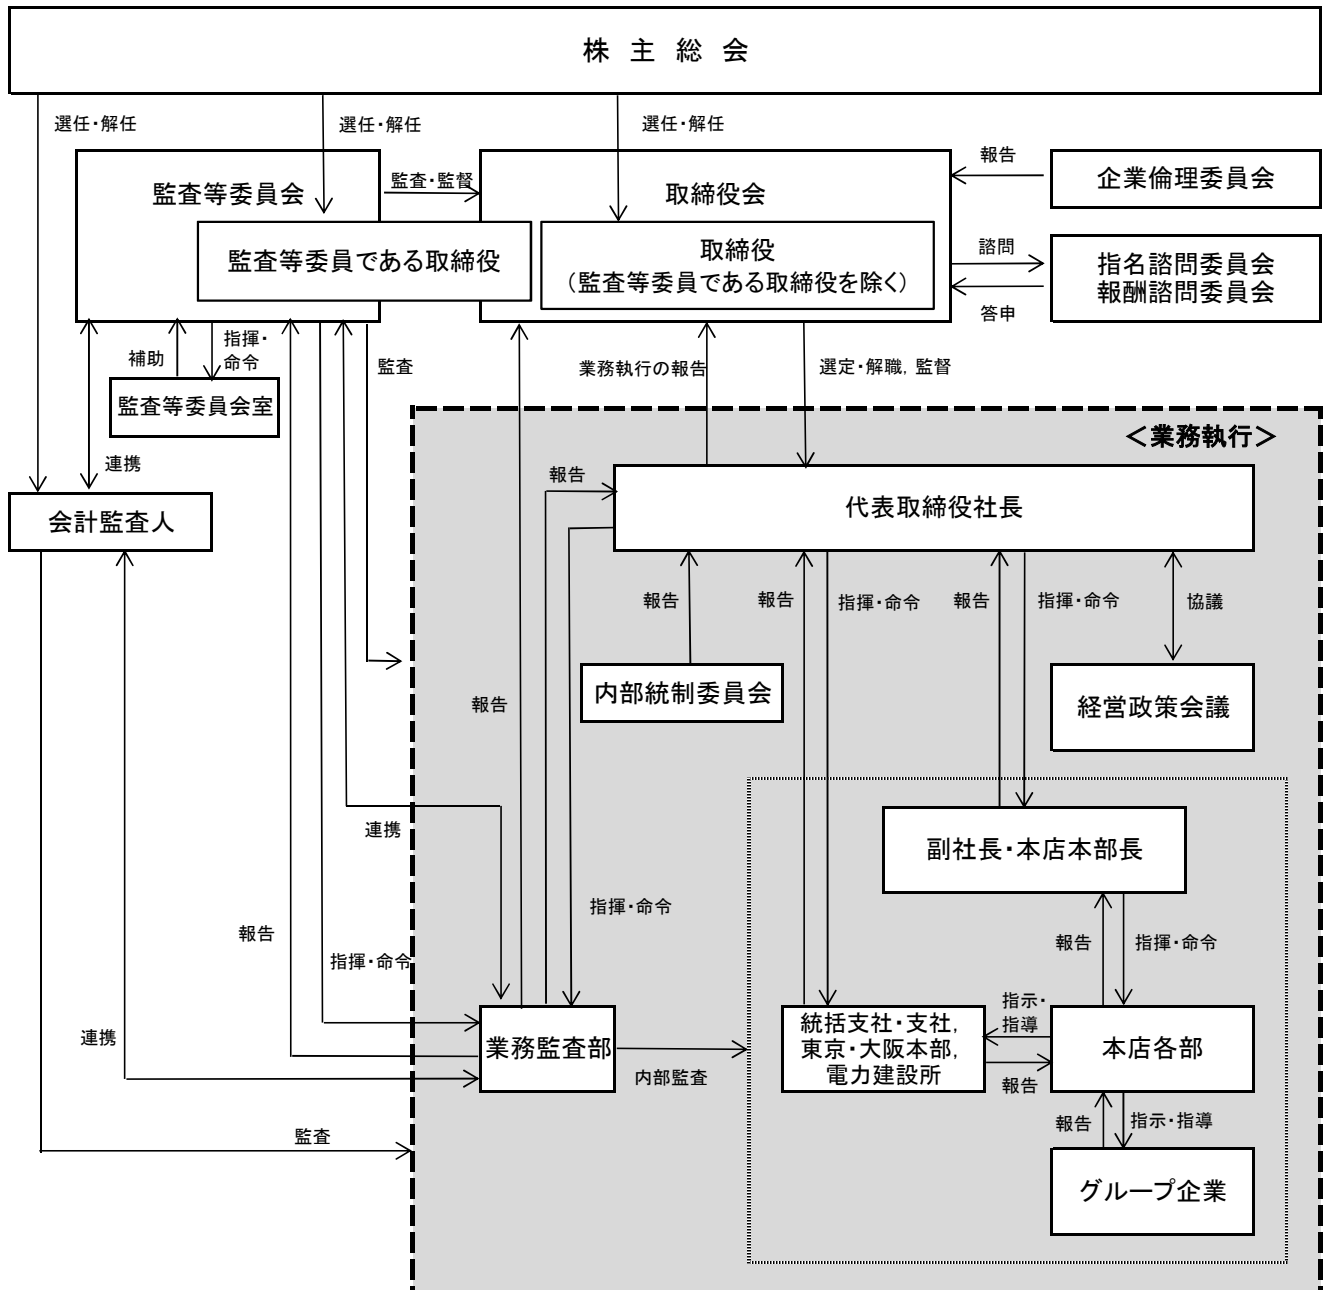 株 主 総 会
選任・解任
選任・解任
選任・解任
監査等委員会
監査・監督
取締役会
報告
企業倫理委員会
監査等委員である取締役
取締役
（監査等委員である取締役を除く）
諮問
答申
指名諮問委員会
報酬諮問委員会
補助
指揮・
命令
監査
業務執行の報告
選定・解職，監督
監査等委員会室
＜業務執行＞
連携
報告
会計監査人
代表取締役社長
報告
報告
指揮・命令
報告
指揮・命令
協議
報告
内部統制委員会
経営政策会議
連携
副社長・本店本部長
指揮・命令
報告
指揮・命令
報告
指揮・命令
連携
業務監査部
内部監査
統括支社・支社，
東京・大阪本部，
電力建設所
指示・
指導
報告
本店各部
監査
報告
指示・指導
グループ企業